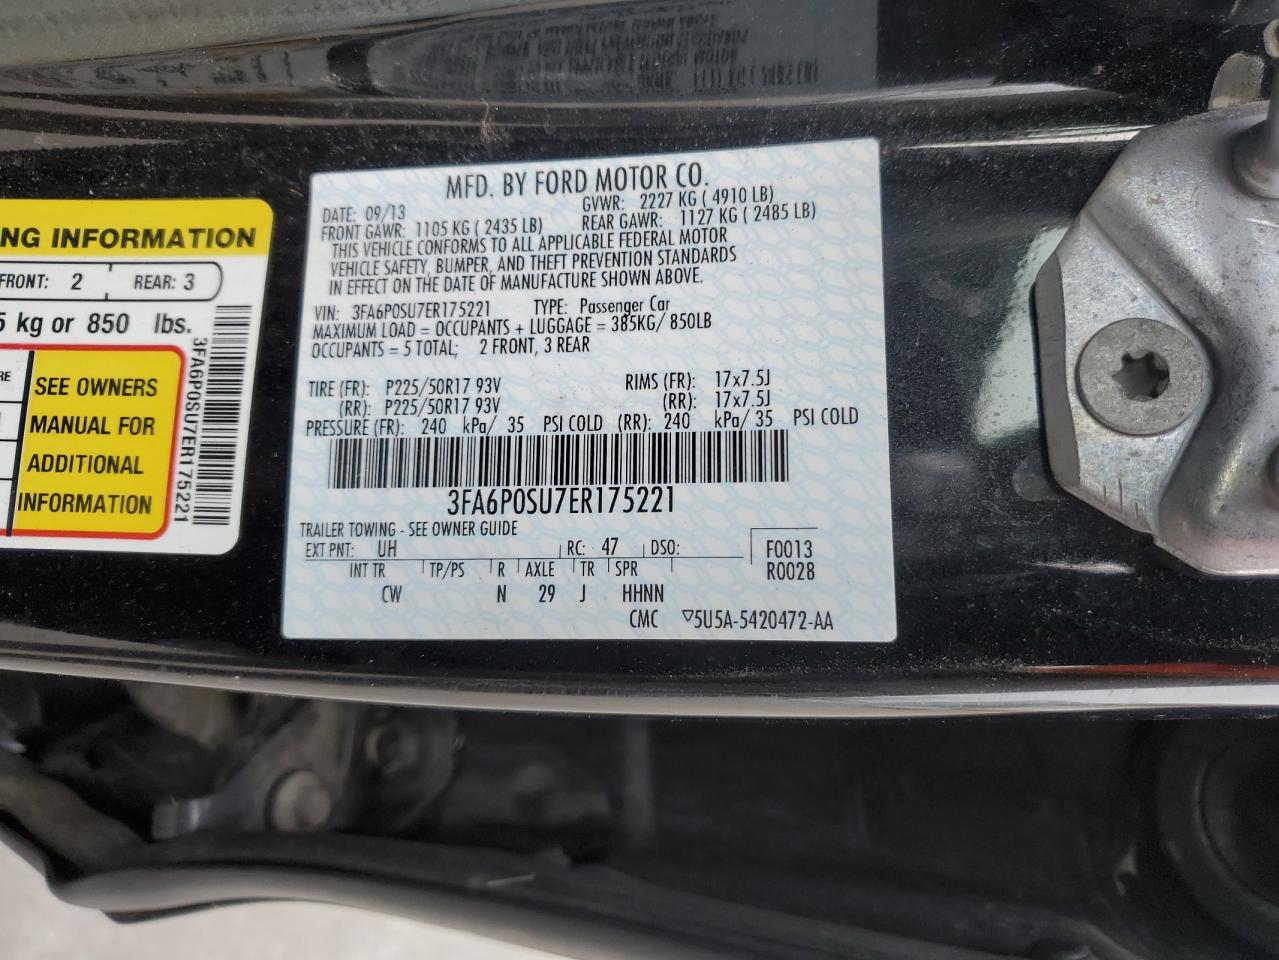 MFD. BY FORD MOTOR CO.
DATE: 09/13 GVWR: 2227 KG ( 4910 LB)
FRONT GAWR: 1105 KG ( 2435 LB) REAR GAWR: 1127 KG ( 2485 LB)
THIS VEHICLE CONFORMS TO ALL APPLICABLE FEDERAL MOTOR
VEHICLE SAFETY, BUMPER, AND THEFT PREVENTION STANDARDS
IN EFFECT ON THE DATE OF MANUFACTURE SHOWN ABOVE.
VIN: 3FA6P0SU7ER175221 TYPE: Passenger Car
MAXIMUM LOAD = OCCUPANTS + LUGGAGE = 385KG/ 850LB
OCCUPANTS = 5 TOTAL; 2 FRONT, 3 REAR
TIRE (FR): P225/50R17 93V RIMS (FR): 17x7.5J
(RR): P225/50R17 93V (RR): 17x7.5J
PRESSURE (FR): 240 kPa/ 35 PSI COLD (RR): 240 kPa/ 35 PSI COLD
3FA6P0SU7ER175221
TRAILER TOWING - SEE OWNER GUIDE
EXT PNT: UH RC: 47 DSO: F0013
INT TR TP/PS R AXLE TR SPR R0028
CW N 29 J HHNN
CMC ▽5U5A-5420472-AA
NG INFORMATION
FRONT: 2 REAR: 3
5 kg or 850 lbs.
RE
SEE OWNERS
MANUAL FOR
ADDITIONAL
INFORMATION
3FA6P0SU7ER175221